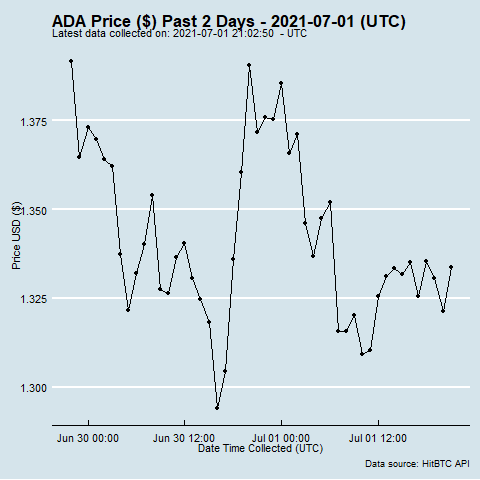 ADA Price ($) Past 2 Days - 2021-07-01 (UTC)
Latest data collected on: 2021-07-01 21:02:50 - UTC
1.375
1.350
1.325
1.300
Price USD ($)
Jun 30 00:00 Jun 30 12:00 Jul 01 00:00 Jul 01 12:00
Date Time Collected (UTC)
Data source: HitBTC API